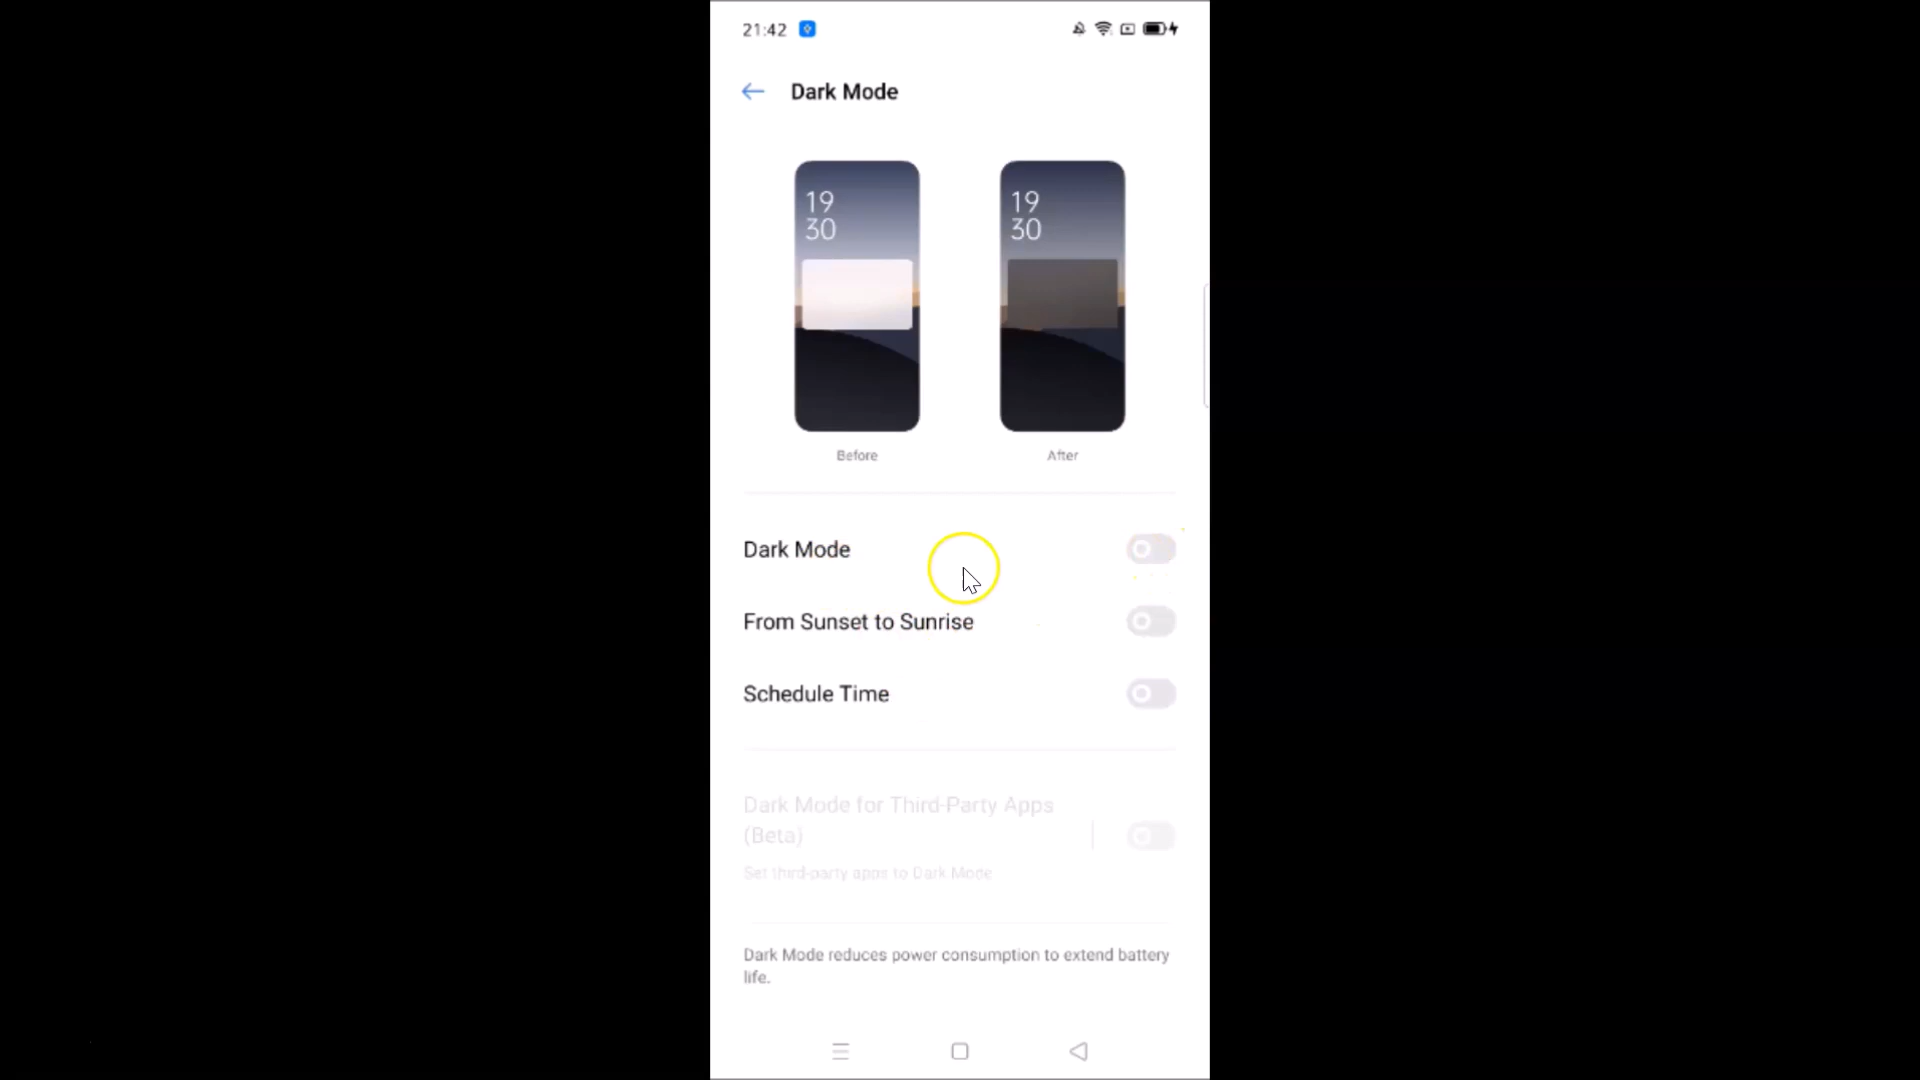 21:42
Dark Mode
19
30
19
30
Before
After
Dark Mode
From Sunset to Sunrise
Schedule Time
Dark Mode for Third-Party Apps
(Beta)
Set third-party apps to Dark Mode
Dark Mode reduces power consumption to extend battery
life.